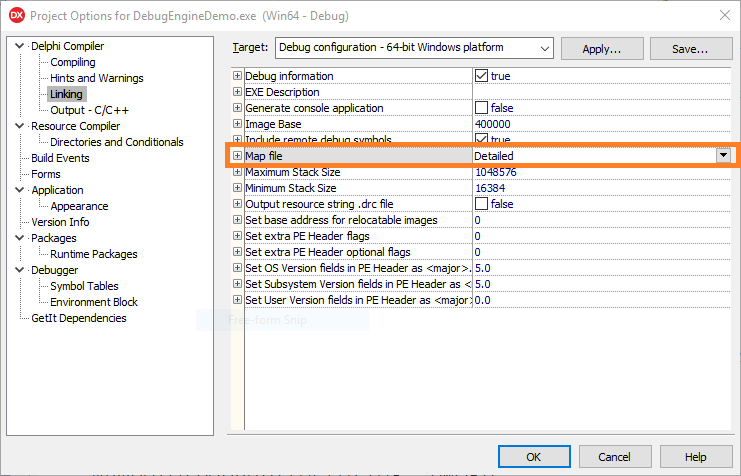 DX Project Options for DebugEngineDemo.exe (Win64 - Debug)
Delphi Compiler
Compiling
Hints and Warnings
Linking
Output - C/C++
Resource Compiler
Directories and Conditionals
Build Events
Forms
Application
Appearance
Version Info
Packages
Runtime Packages
Debugger
Symbol Tables
Environment Block
GetIt Dependencies
Target: Debug configuration - 64-bit Windows platform Apply... Save...
Debug information true
EXE Description
Generate console application false
Image Base 400000
Include remote debug symbols true
Map file Detailed
Maximum Stack Size 1048576
Minimum Stack Size 16384
Output resource string .drc file false
Set base address for relocatable images 0
Set extra PE Header flags 0
Set extra PE Header optional flags 0
Set OS Version fields in PE Header as <major>. 5.0
Set Subsystem Version fields in PE Header as < 5.0
Set User Version fields in PE Header as <major> 0.0
Free-form Snip
OK Cancel Help